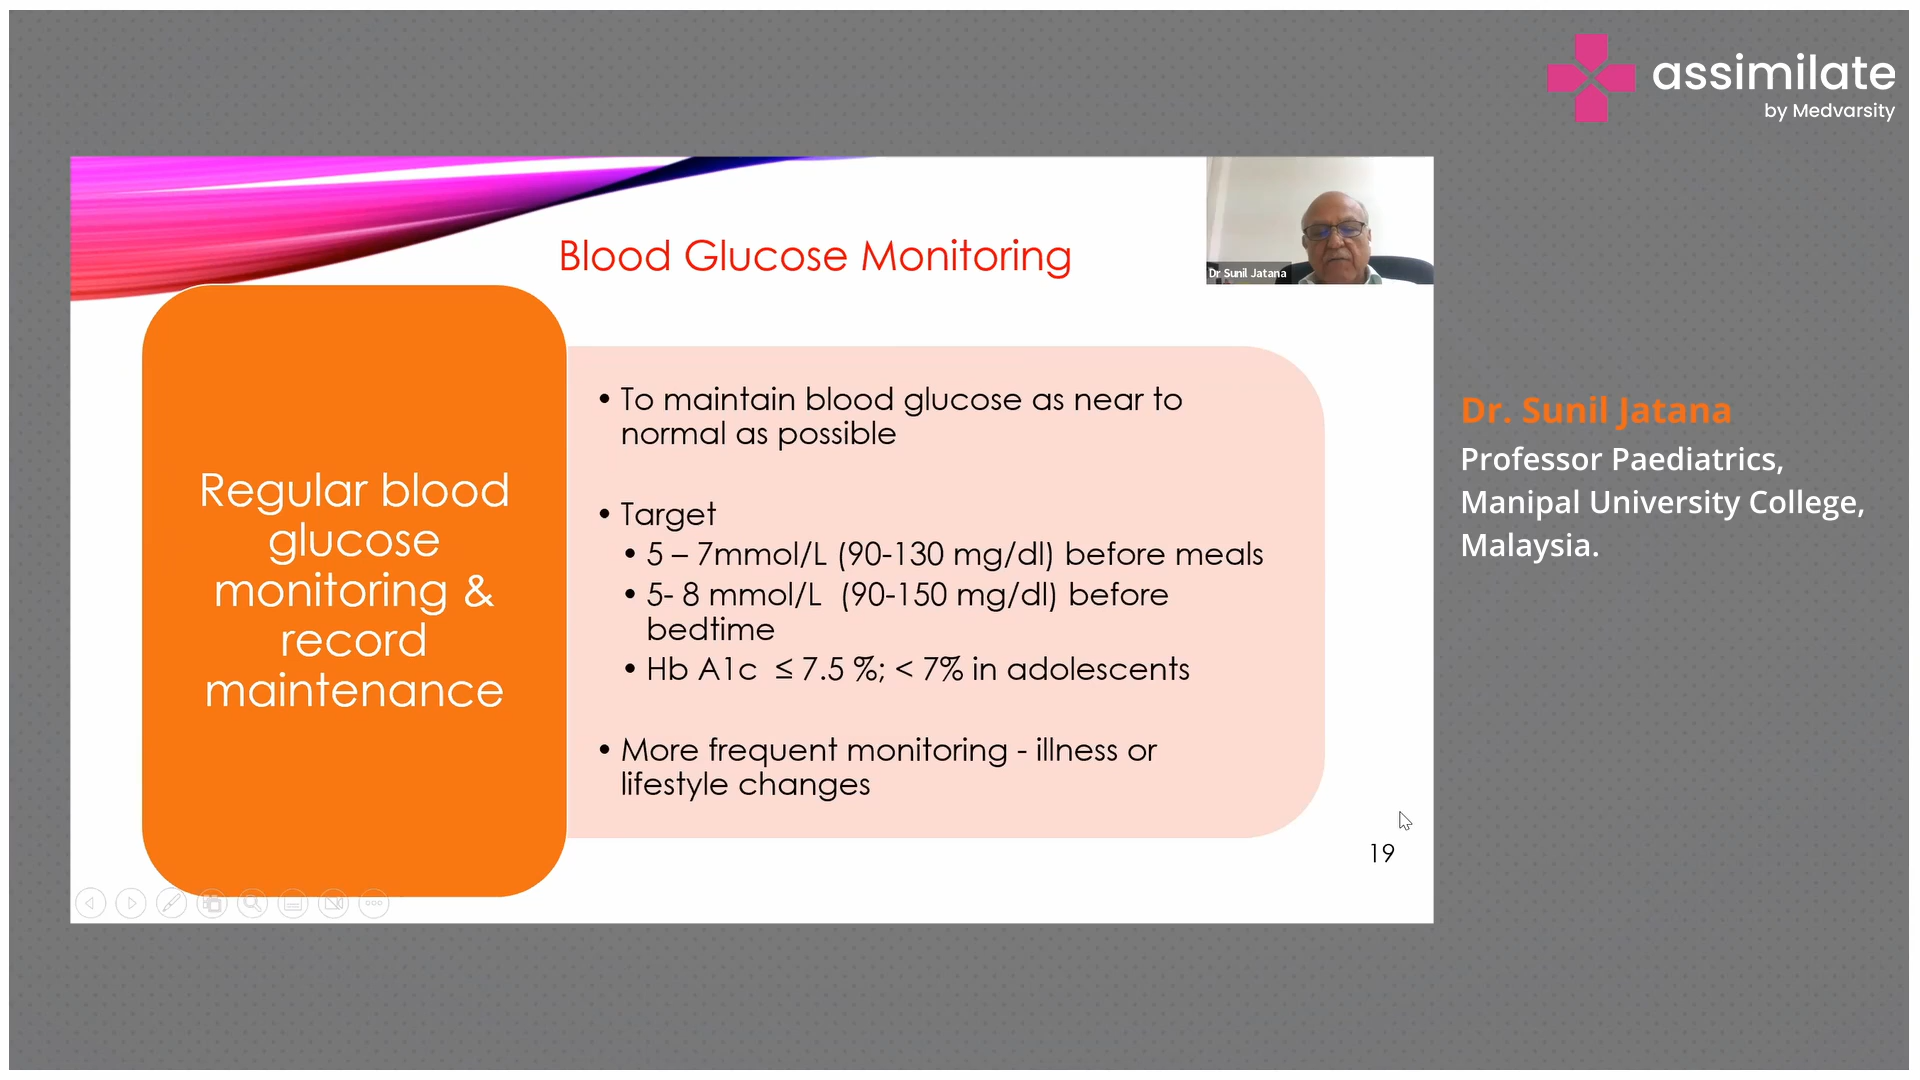 assimilate
by Medvarsity
Blood Glucose Monitoring
Dr Sunil Jatana
Regular blood
glucose
monitoring &
record
maintenance
• To maintain blood glucose as near to
normal as possible
• Target
• 5 – 7mmol/L (90-130 mg/dl) before meals
• 5- 8 mmol/L (90-150 mg/dl) before
bedtime
• Hb A1c ≤ 7.5 %; < 7% in adolescents
• More frequent monitoring - illness or
lifestyle changes
19
Dr. Sunil Jatana
Professor Paediatrics,
Manipal University College,
Malaysia.